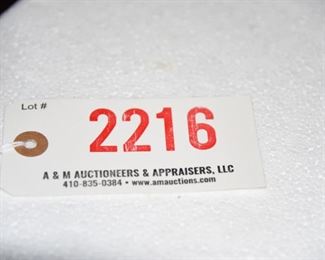 Lot #
2216
A & M AUCTIONEERS & APPRAISERS, LLC
410-835-0384 • www.amauctions.com